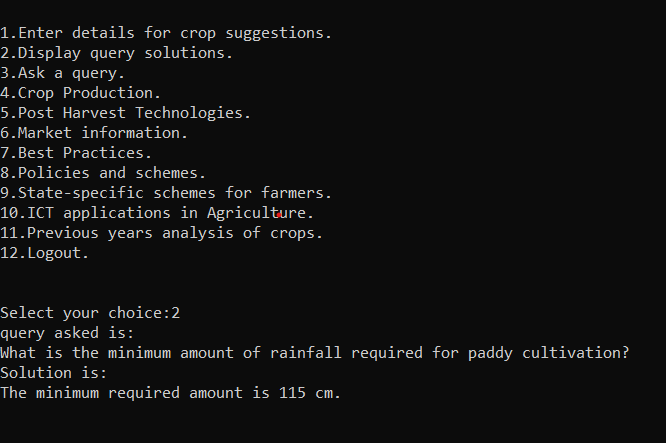 1.Enter details for crop suggestions.
2.Display query solutions.
3.Ask a query.
4.Crop Production.
5.Post Harvest Technologies.
6.Market information.
7.Best Practices.
8.Policies and schemes.
9.State-specific schemes for farmers.
10.ICT applications in Agriculture.
11.Previous years analysis of crops.
12.Logout.
Select your choice:2
query asked is:
What is the minimum amount of rainfall required for paddy cultivation?
Solution is:
The minimum required amount is 115 cm.